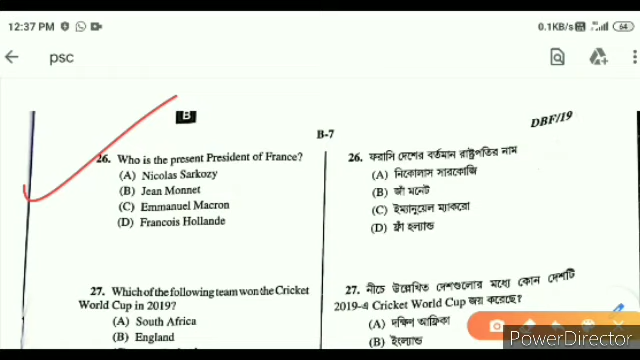 12:37 PM
0.1KB/s
64
psc
B
B-7
DBF/19
26. Who is the present President of France?
(A) Nicolas Sarkozy
(B) Jean Monnet
(C) Emmanuel Macron
(D) Francois Hollande
27. Which of the following team won the Cricket
World Cup in 2019?
(A) South Africa
(B) England
26. ফরাসি দেশের বর্তমান রাষ্ট্রপতির নাম
(A) নিকোলাস সারকোজি
(B) জাঁ মনেট
(C) ইম্যানুয়েল ম্যাকরো
(D) ফ্রাঁ হল্যান্ড
27. নীচে উল্লেখিত দেশগুলোর মধ্যে কোন দেশটি
2019-এ Cricket World Cup জয় করেছে?
(A) দক্ষিণ আফ্রিকা
(B) ইংল্যান্ড
PowerDirector